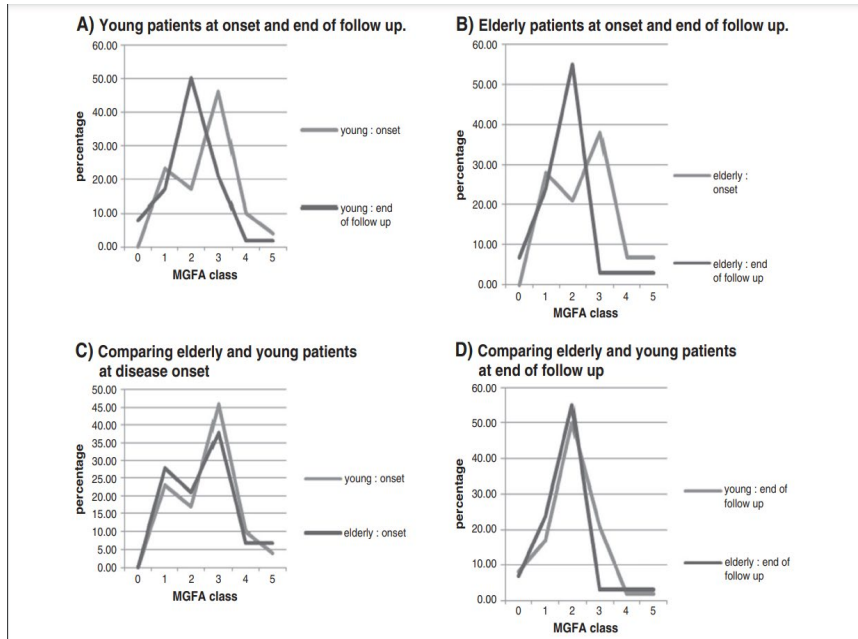 A) Young patients at onset and end of follow up.
60.00
50.00
40.00
30.00
20.00
10.00
0.00
percentage
0 1 2 3 4 5
MGFA class
young : onset
young : end
of follow up
B) Elderly patients at onset and end of follow up.
60.00
50.00
40.00
30.00
20.00
10.00
0.00
percentage
0 1 2 3 4 5
MGFA class
elderly :
onset
elderly : end
of follow up
C) Comparing elderly and young patients
at disease onset
50.00
45.00
40.00
35.00
30.00
25.00
20.00
15.00
10.00
5.00
0.00
percentage
0 1 2 3 4 5
MGFA class
young : onset
elderly : onset
D) Comparing elderly and young patients
at end of follow up
60.00
50.00
40.00
30.00
20.00
10.00
0.00
percentage
0 1 2 3 4 5
MGFA class
young : end of
follow up
elderly : end of
follow up